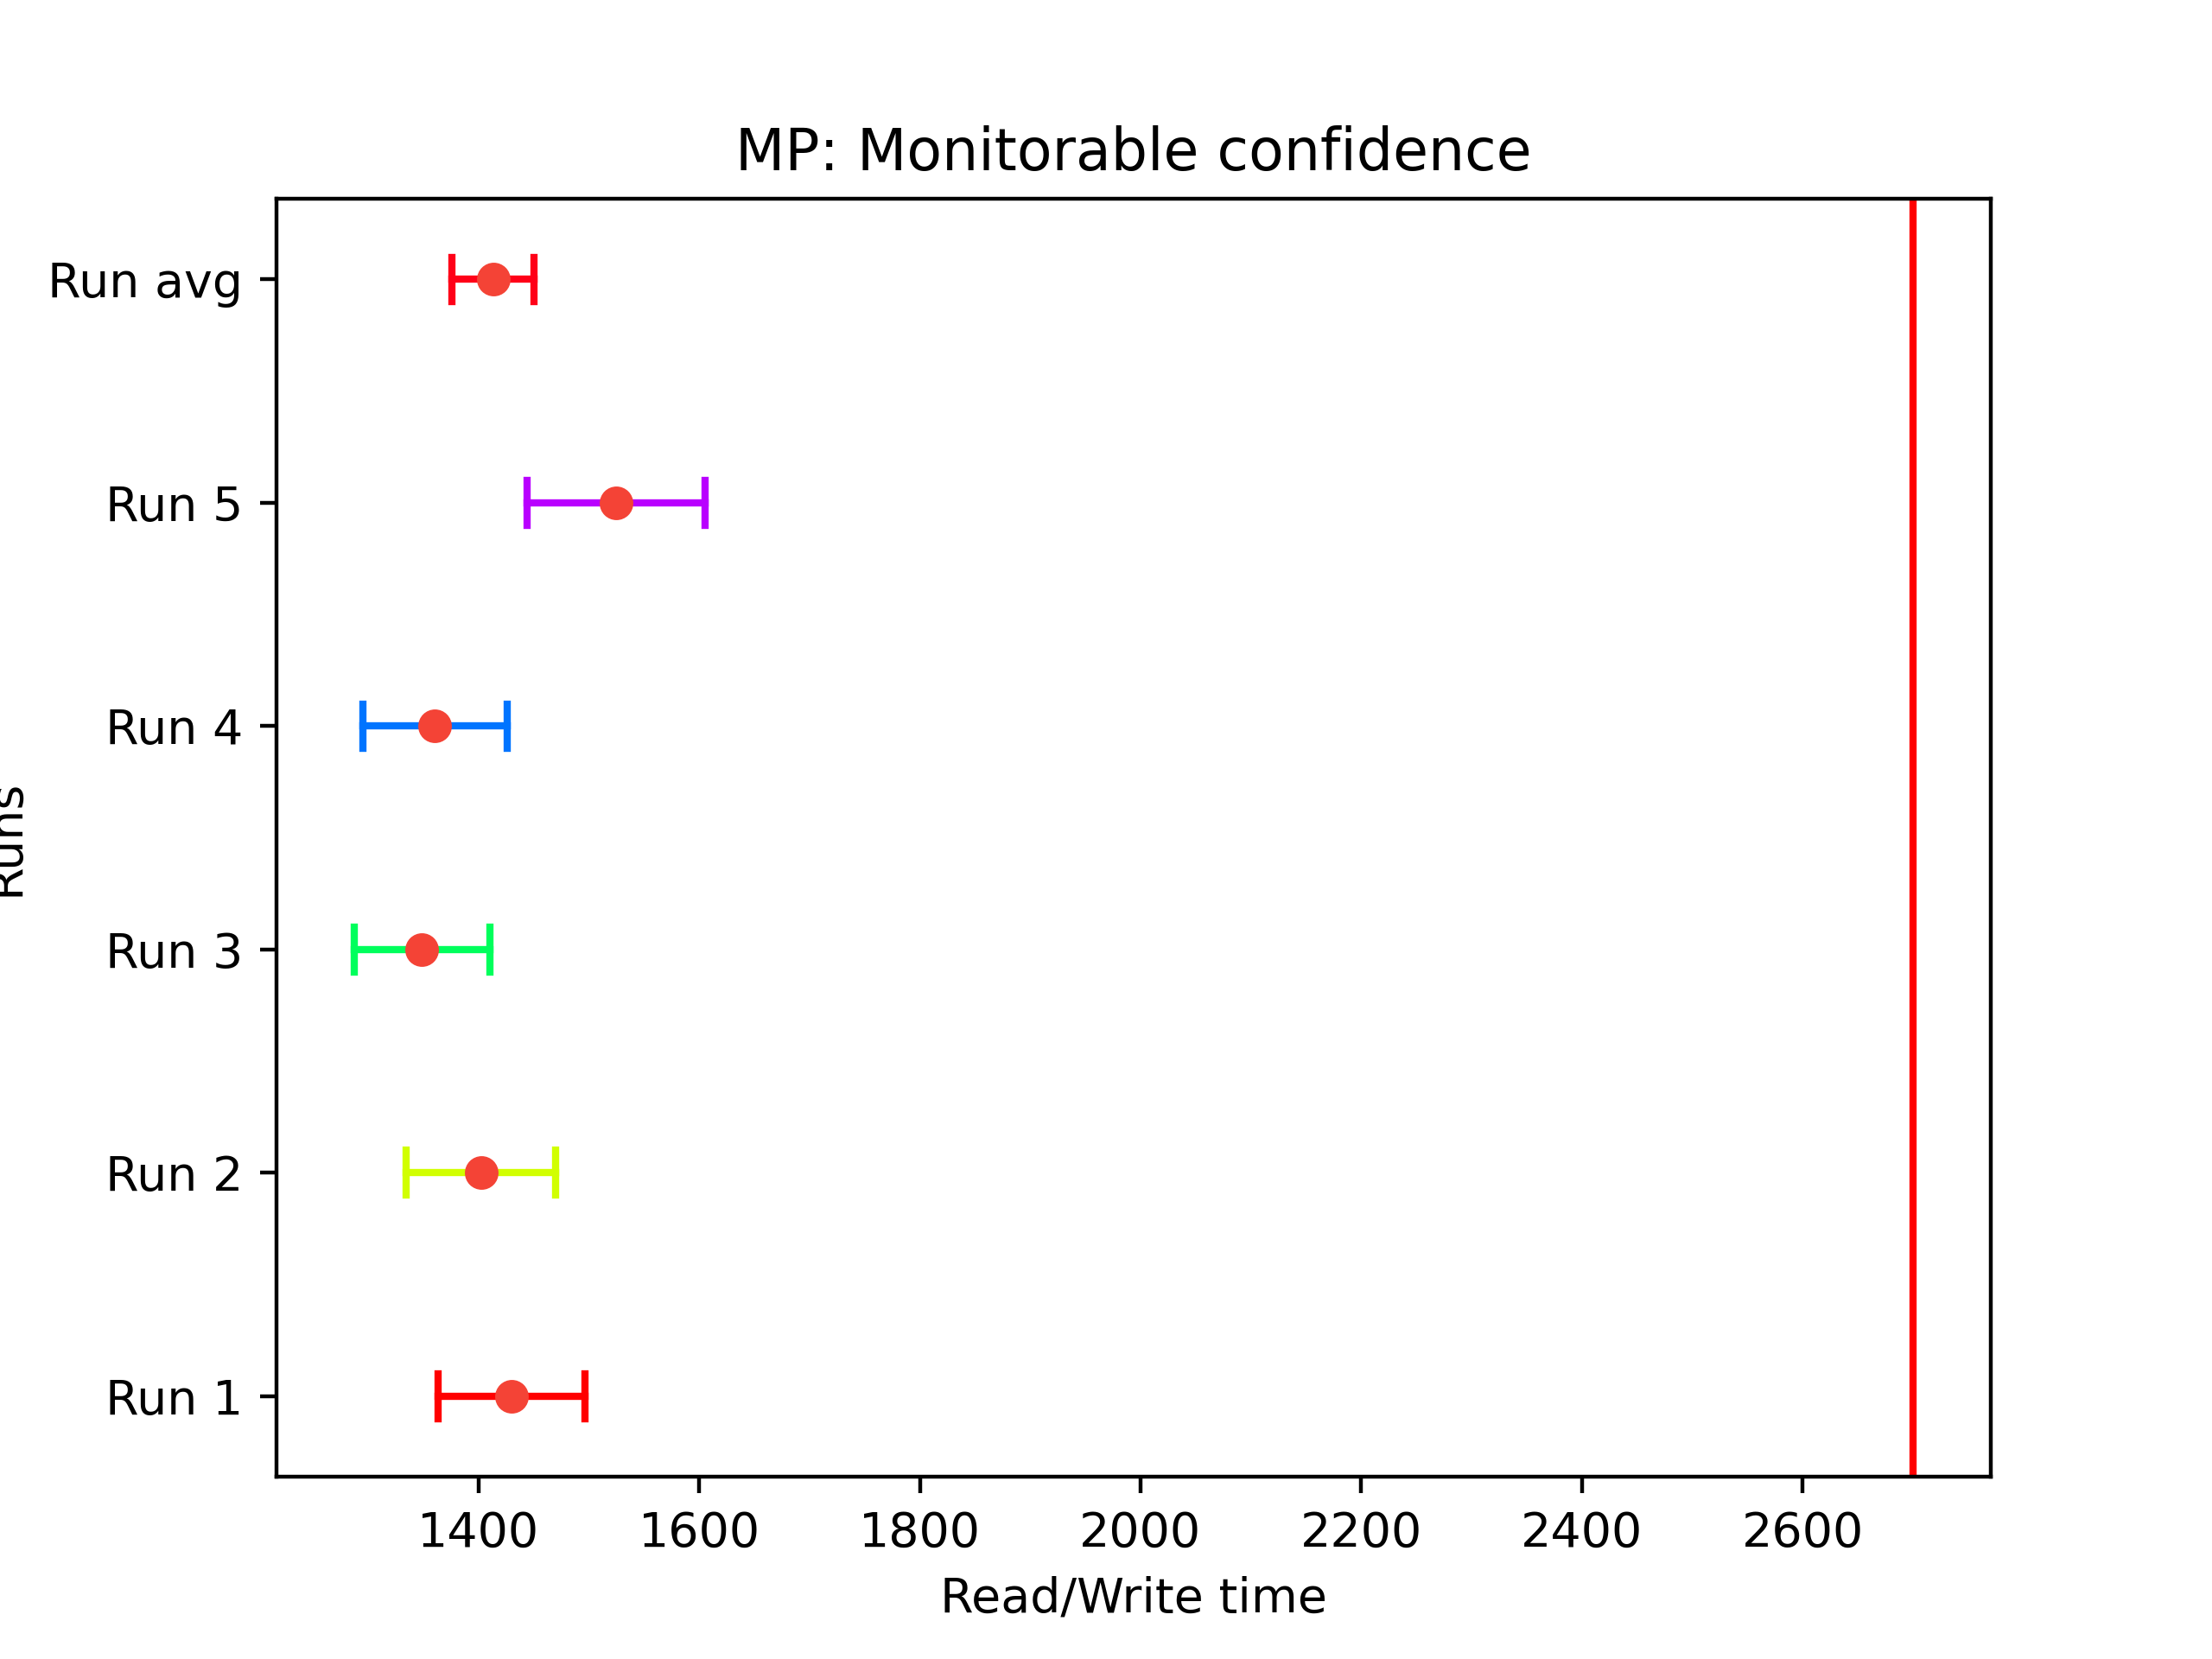 MP: Monitorable confidence
Run avg
Run 5
Run 4
Run 3
Run 2
Run 1
Runs
1400 1600 1800 2000 2200 2400 2600
Read/Write time